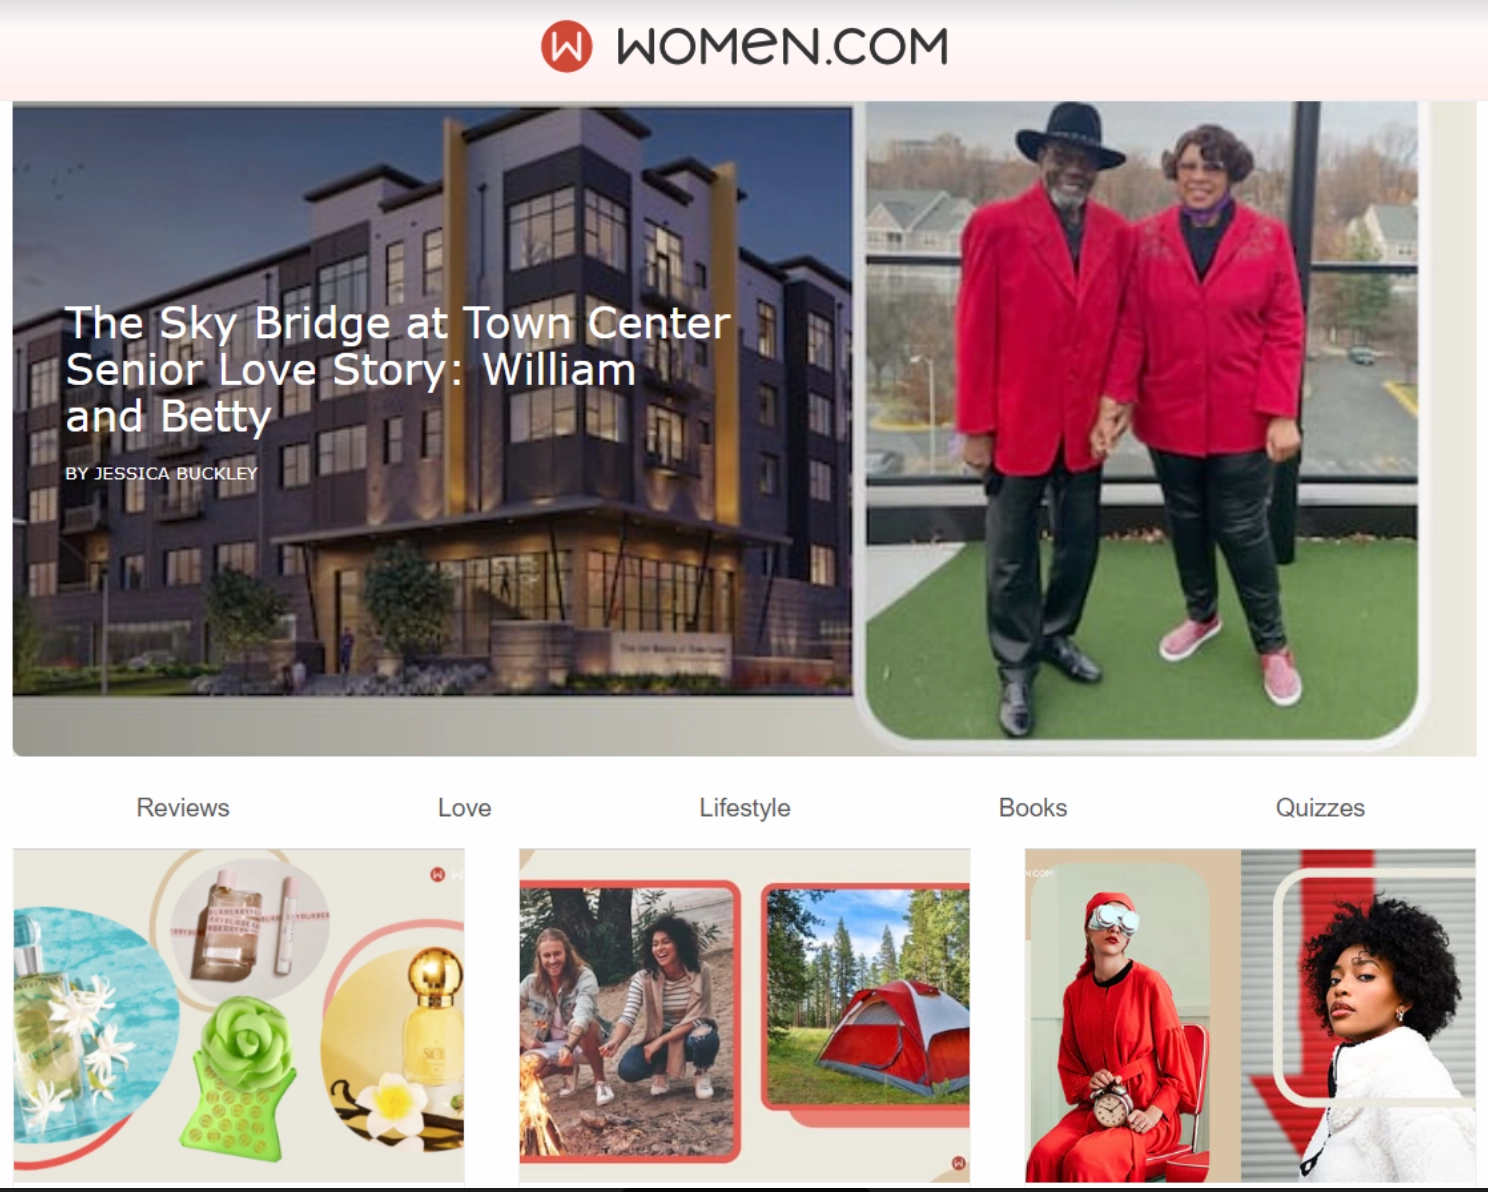 W WOMEN.COM
The Sky Bridge at Town Center
Senior Love Story: William
and Betty
BY JESSICA BUCKLEY
Reviews
Love
Lifestyle
Books
Quizzes